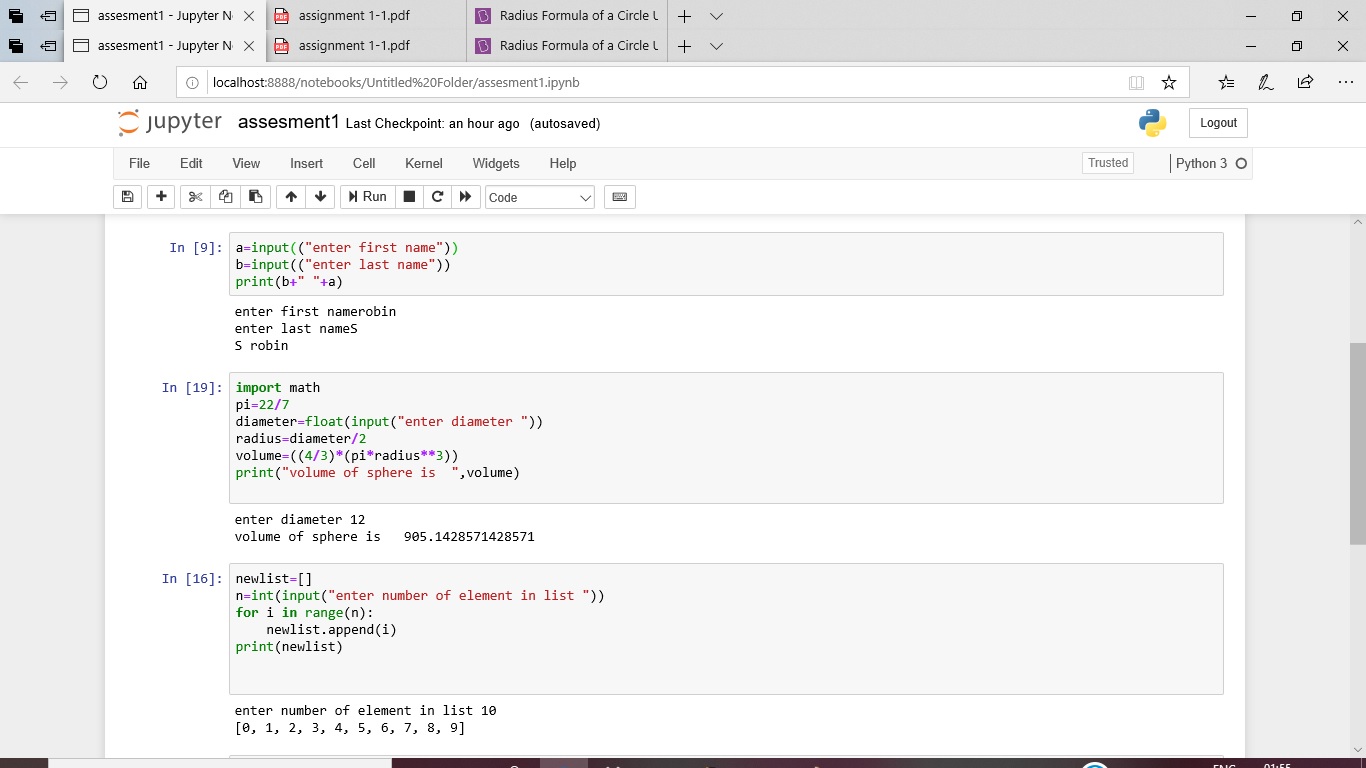 assesment1 - Jupyter N
assignment 1-1.pdf
Radius Formula of a Circle U
assesment1 - Jupyter N
assignment 1-1.pdf
Radius Formula of a Circle U
localhost:8888/notebooks/Untitled%20Folder/assesment1.ipynb
jupyter assesment1 Last Checkpoint: an hour ago (autosaved)
Logout
File Edit View Insert Cell Kernel Widgets Help
Trusted
Python 3
Run
Code
In [9]:
a=input(("enter first name"))
b=input(("enter last name"))
print(b+" "+a)
enter first namerobin
enter last nameS
S robin
In [19]:
import math
pi=22/7
diameter=float(input("enter diameter "))
radius=diameter/2
volume=((4/3)*(pi*radius**3))
print("volume of sphere is  ",volume)
enter diameter 12
volume of sphere is   905.1428571428571
In [16]:
newlist=[]
n=int(input("enter number of element in list "))
for i in range(n):
    newlist.append(i)
print(newlist)
enter number of element in list 10
[0, 1, 2, 3, 4, 5, 6, 7, 8, 9]